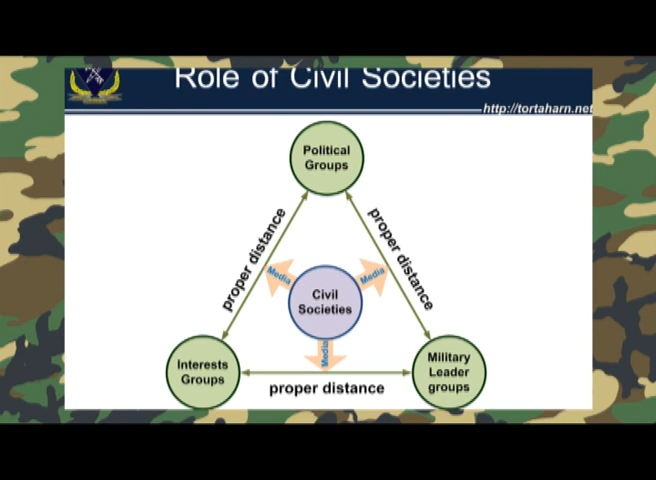 Role of Civil Societies
http://tortaharn.net
Political
Groups
proper distance
proper distance
Media
Media
Civil
Societies
Media
Interests
Groups
Military
Leader
groups
proper distance